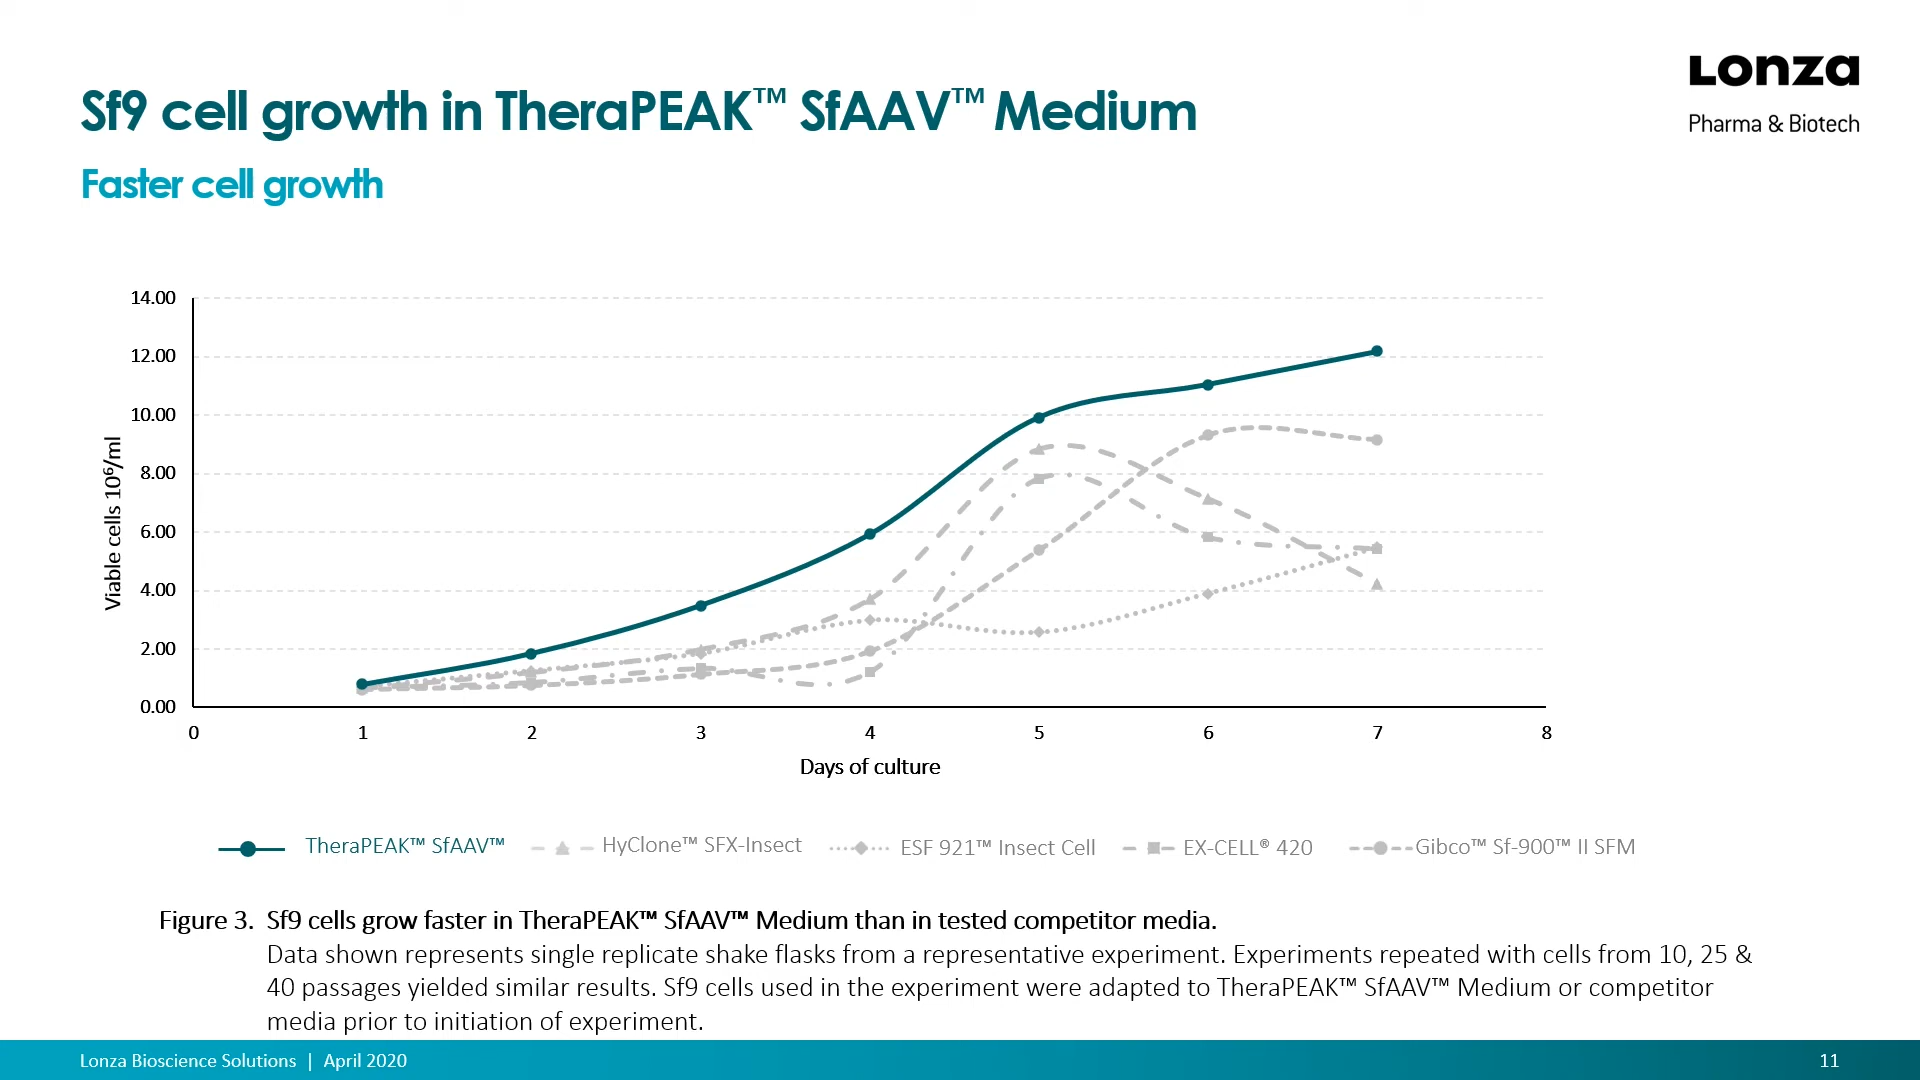 Lonza
Pharma & Biotech
Sf9 cell growth in TheraPEAK™ SfAAV™ Medium
Faster cell growth
14.00
12.00
10.00
8.00
6.00
4.00
2.00
0.00
Viable cells 10⁶/ml
0 1 2 3 4 5 6 7 8
Days of culture
TheraPEAK™ SfAAV™ HyClone™ SFX-Insect ESF 921™ Insect Cell EX-CELL® 420 Gibco™ Sf-900™ II SFM
Figure 3. Sf9 cells grow faster in TheraPEAK™ SfAAV™ Medium than in tested competitor media.
Data shown represents single replicate shake flasks from a representative experiment. Experiments repeated with cells from 10, 25 &
40 passages yielded similar results. Sf9 cells used in the experiment were adapted to TheraPEAK™ SfAAV™ Medium or competitor
media prior to initiation of experiment.
Lonza Bioscience Solutions | April 2020 11